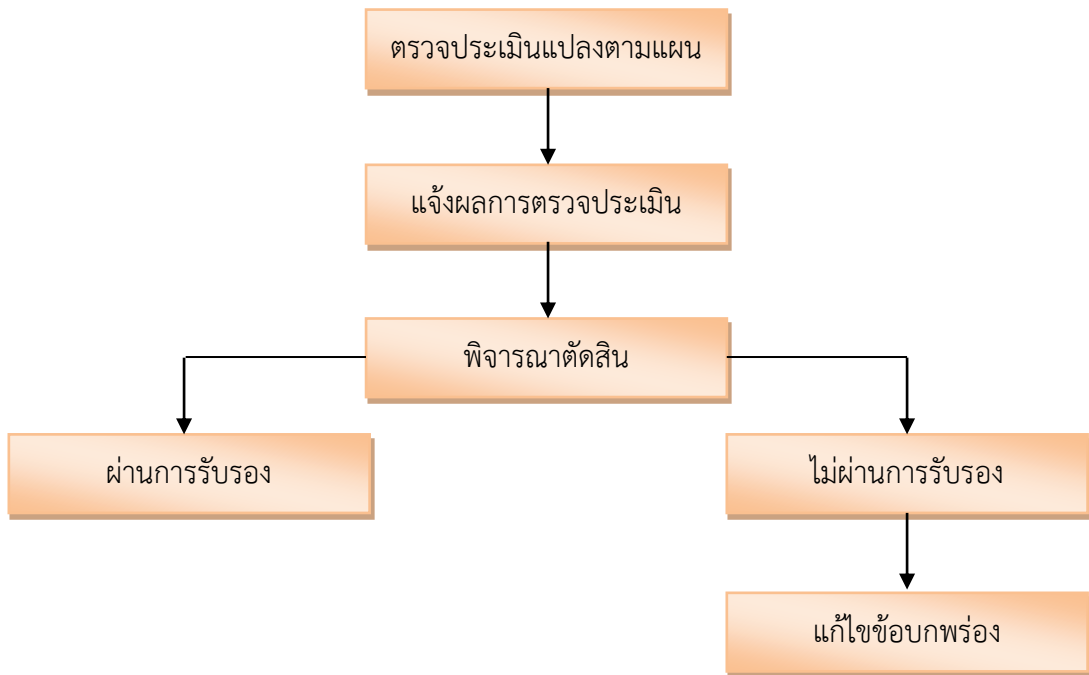 ตรวจประเมินแปลงตามแผน
แจ้งผลการตรวจประเมิน
พิจารณาตัดสิน
ผ่านการรับรอง
ไม่ผ่านการรับรอง
แก้ไขข้อบกพร่อง